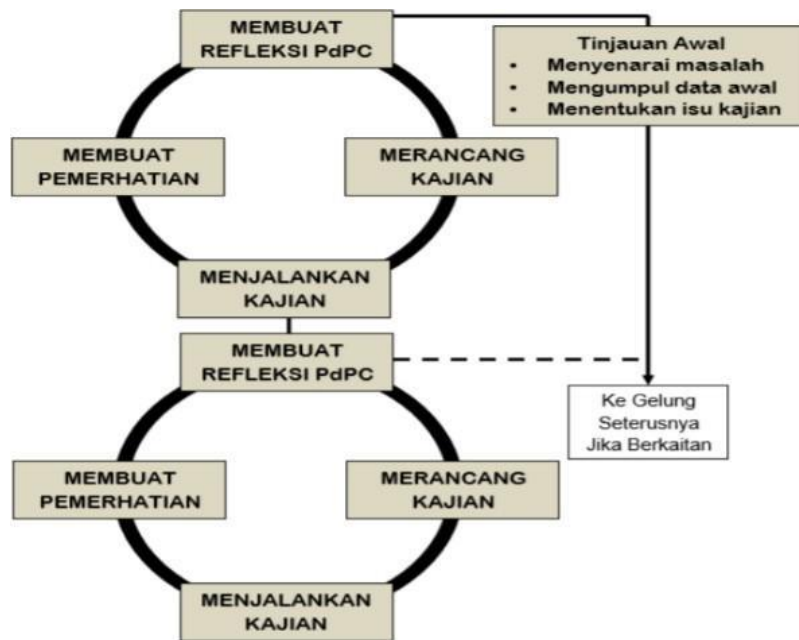 MEMBUAT
REFLEKSI PdPC
Tinjauan Awal
• Menyenarai masalah
• Mengumpul data awal
• Menentukan isu kajian
MEMBUAT
PEMERHATIAN
MERANCANG
KAJIAN
MENJALANKAN
KAJIAN
MEMBUAT
REFLEKSI PdPC
Ke Gelung
Seterusnya
Jika Berkaitan
MEMBUAT
PEMERHATIAN
MERANCANG
KAJIAN
MENJALANKAN
KAJIAN